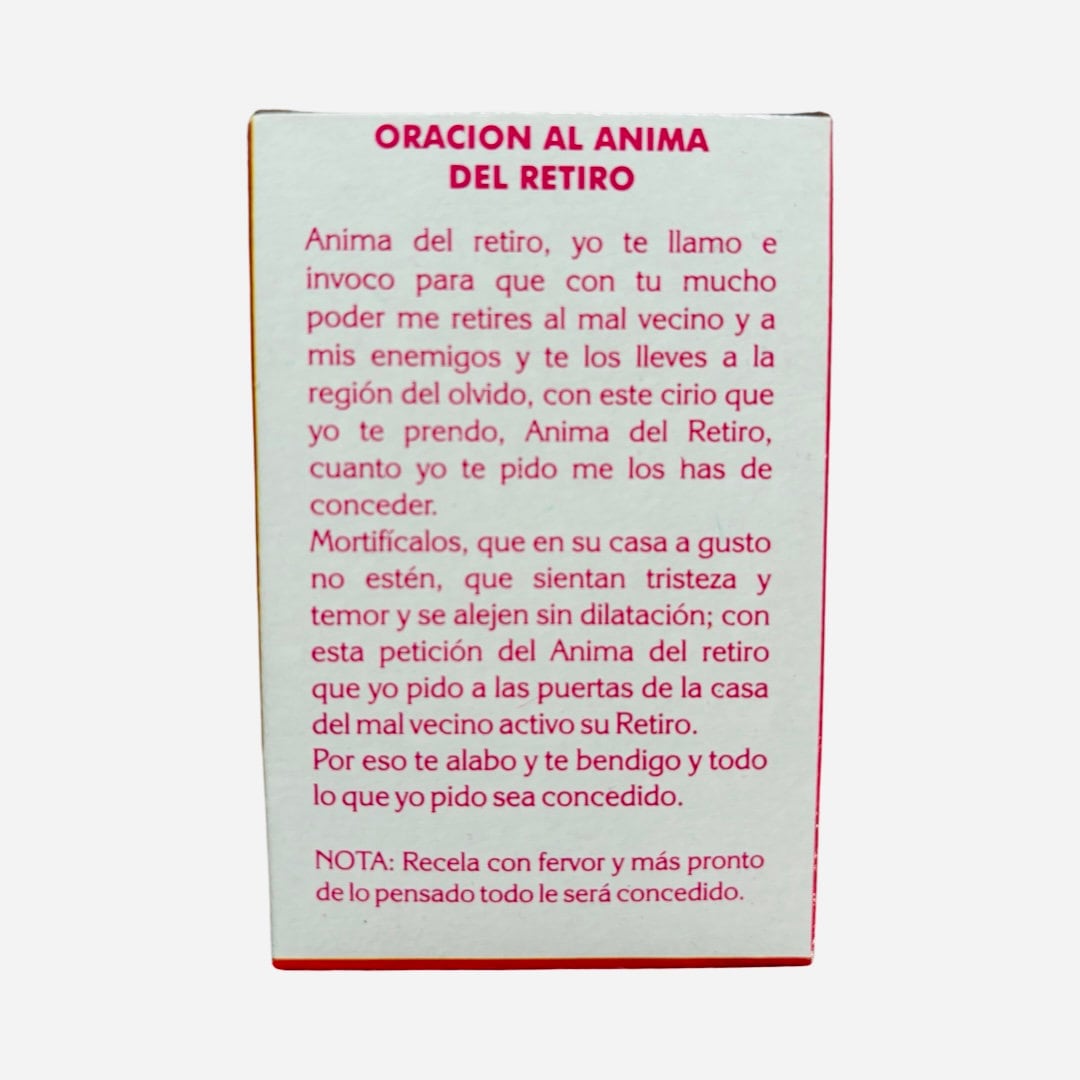 ORACION AL ANIMA
DEL RETIRO
Anima del retiro, yo te llamo e
invoco para que con tu mucho
poder me retires al mal vecino y a
mis enemigos y te los lleves a la
región del olvido, con este cirio que
yo te prendo, Anima del Retiro,
cuanto yo te pido me los has de
conceder.
Mortifícalos, que en su casa a gusto
no estén, que sientan tristeza y
temor y se alejen sin dilatación; con
esta petición del Anima del retiro
que yo pido a las puertas de la casa
del mal vecino activo su Retiro.
Por eso te alabo y te bendigo y todo
lo que yo pido sea concedido.
NOTA: Recela con fervor y más pronto
de lo pensado todo le será concedido.